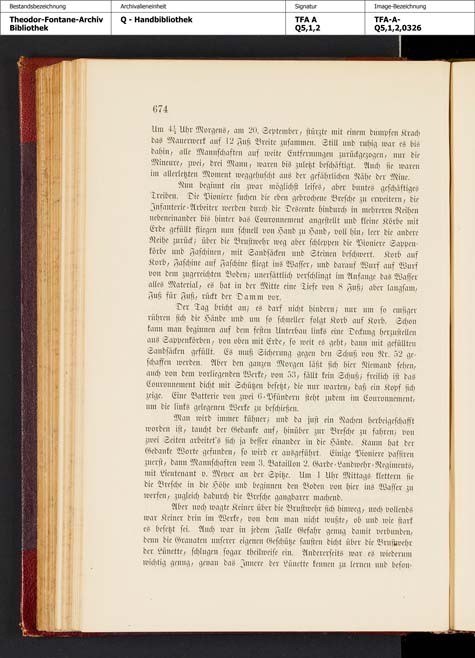 Bestandsbezeichnung Archivalieneinheit Signatur Image-Bezeichnung
Theodor-Fontane-Archiv Q - Handbibliothek TFA A TFA-A-
Bibliothek Q5,1,2 Q5,1,2,0326
674
Um 4¼ Uhr Morgens, am 20. September, stürzte mit einem dumpfen Krach
das Mauerwerk auf 12 Fuß Breite zusammen. Still und ruhig war es bis
dahin, alle Mannschaften auf weite Entfernungen zurückgezogen, nur die
Mineure, zwei, drei Mann, waren bis zuletzt beschäftigt. Auch sie waren
im allerletzten Moment weggehuscht aus der gefährlichen Nähe der Mine.
Nun beginnt ein zwar möglichst leises, aber buntes geschäftiges
Treiben. Die Pioniere suchen die eben gebrochene Bresche zu erweitern, die
Infanterie-Arbeiter werden durch die Descente hindurch in mehreren Reihen
nebeneinander bis hinter das Couronnement angestellt und kleine Körbe mit
Erde gefüllt fliegen nun schnell von Hand zu Hand, voll hin, leer die andere
Reihe zurück; über die Brustwehr weg aber schleppen die Pioniere Sappen-
körbe und Faschinen, mit Sandsäcken und Steinen beschwert. Korb auf
Korb, Faschine auf Faschine fliegt ins Wasser, und darauf Wurf auf Wurf
von dem zugereichten Boden; unersättlich verschlingt im Anfange das Wasser
alles Material, es hat in der Mitte eine Tiefe von 8 Fuß; aber langsam,
Fuß für Fuß, rückt der Damm vor.
Der Tag bricht an; es darf nicht hindern; nur um so emsiger
rühren sich die Hände und um so schneller folgt Korb auf Korb. Schon
kann man beginnen auf dem festen Unterbau links eine Deckung herzustellen
aus Sappenkörben, von oben mit Erde, so weit es geht, dann mit gefüllten
Sandsäcken gefüllt. Es muß Sicherung gegen den Schuß von Nr. 52 ge-
schaffen werden. Aber den ganzen Morgen läßt sich hier Niemand sehen,
auch von dem vorliegenden Werke, von 53, fällt kein Schuß; freilich ist das
Couronnement dicht mit Schützen besetzt, die nur warten, daß ein Kopf sich
zeige. Eine Batterie von zwei 6-Pfündern steht zudem im Couronnement,
um die links gelegenen Werke zu beschießen.
Man wird immer kühner; und da just ein Nachen herbeigeschafft
worden ist, taucht der Gedanke auf, hinüber zur Bresche zu fahren; von
zwei Seiten arbeitet's sich ja besser einander in die Hände. Kaum hat der
Gedanke Worte gefunden, so wird er ausgeführt. Einige Pioniere passiren
zuerst, dann Mannschaften vom 3. Bataillon 2. Garde-Landwehr-Regiments,
mit Lieutenant v. Meyer an der Spitze. Um 1 Uhr Mittags klettern sie
die Bresche in die Höhe und beginnen den Boden von hier ins Wasser zu
werfen, zugleich dadurch die Bresche gangbarer machend.
Aber noch wagte Keiner über die Brustwehr sich hinweg, noch vollends
war Keiner drin im Werke, von dem man nicht wußte, ob und wie stark
es besetzt sei. Auch war in jedem Falle Gefahr genug damit verbunden,
denn die Granaten unserer eigenen Geschütze sausten dicht über die Brustwehr
der Lünette, schlugen sogar theilweise ein. Andererseits war es wiederum
wichtig genug, genau das Innere der Lünette kennen zu lernen und beson-